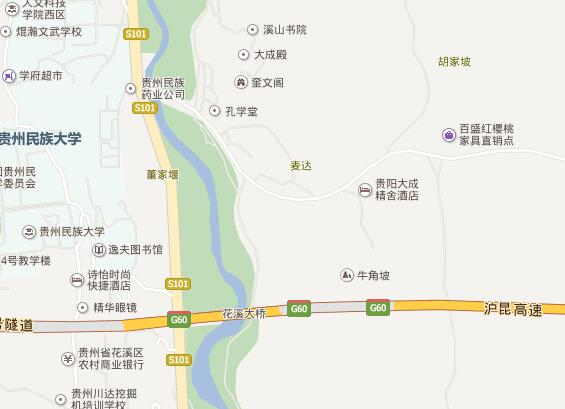 人文科技
学院西区
焜瀚文武学校
S101
溪山书院
大成殿
胡家坡
学府超市
贵州民族
药业公司
奎文阁
S101
孔学堂
贵州民族大学
百盛红樱桃
家具直销点
麦达
董家堰
贵州民
学委员会
贵阳大成
精舍酒店
贵州民族大学
逸夫图书馆
4号教学楼
诗怡时尚
快捷酒店
S101
牛角坡
精华眼镜
G60
花溪大桥
G60
G60
沪昆高速
号隧道
贵州省花溪区
农村商业银行
S101
贵州川达挖掘
机培训学校